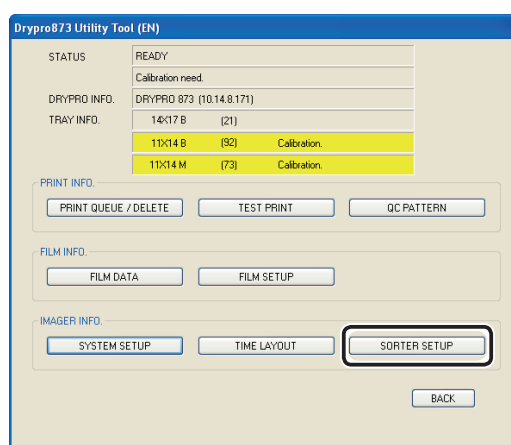 Drypro873 Utility Tool (EN)
STATUS READY
Calibration need.
DRYPRO INFO. DRYPRO 873 (10.14.8.171)
TRAY INFO. 14X17 B (21)
11X14 B (92) Calibration.
11X14 M (73) Calibration.
PRINT INFO.
PRINT QUEUE / DELETE TEST PRINT QC PATTERN
FILM INFO.
FILM DATA FILM SETUP
IMAGER INFO.
SYSTEM SETUP TIME LAYOUT SORTER SETUP
BACK